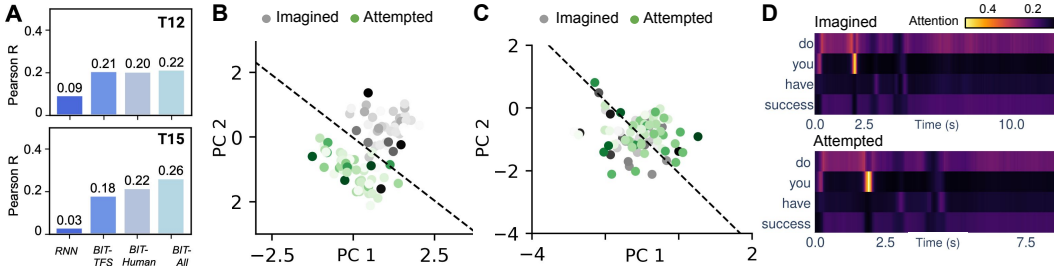 A
T12
Pearson R
0.4
0.2
0
0.09
0.21
0.20
0.22
T15
Pearson R
0.4
0.2
0
0.03
0.18
0.22
0.26
RNN
BIT-TFS
BIT-Human
BIT-All
B
Imagined
Attempted
PC 2
2
0
2
−2.5
PC 1
2.5
C
Imagined
Attempted
PC 2
2
0
−2
−4
−4
PC 1
2
D
Imagined
Attention
0.4
0.2
do
you
have
success
0.0
2.5
Time (s)
10.0
Attempted
do
you
have
success
0.0
2.5
Time (s)
7.5